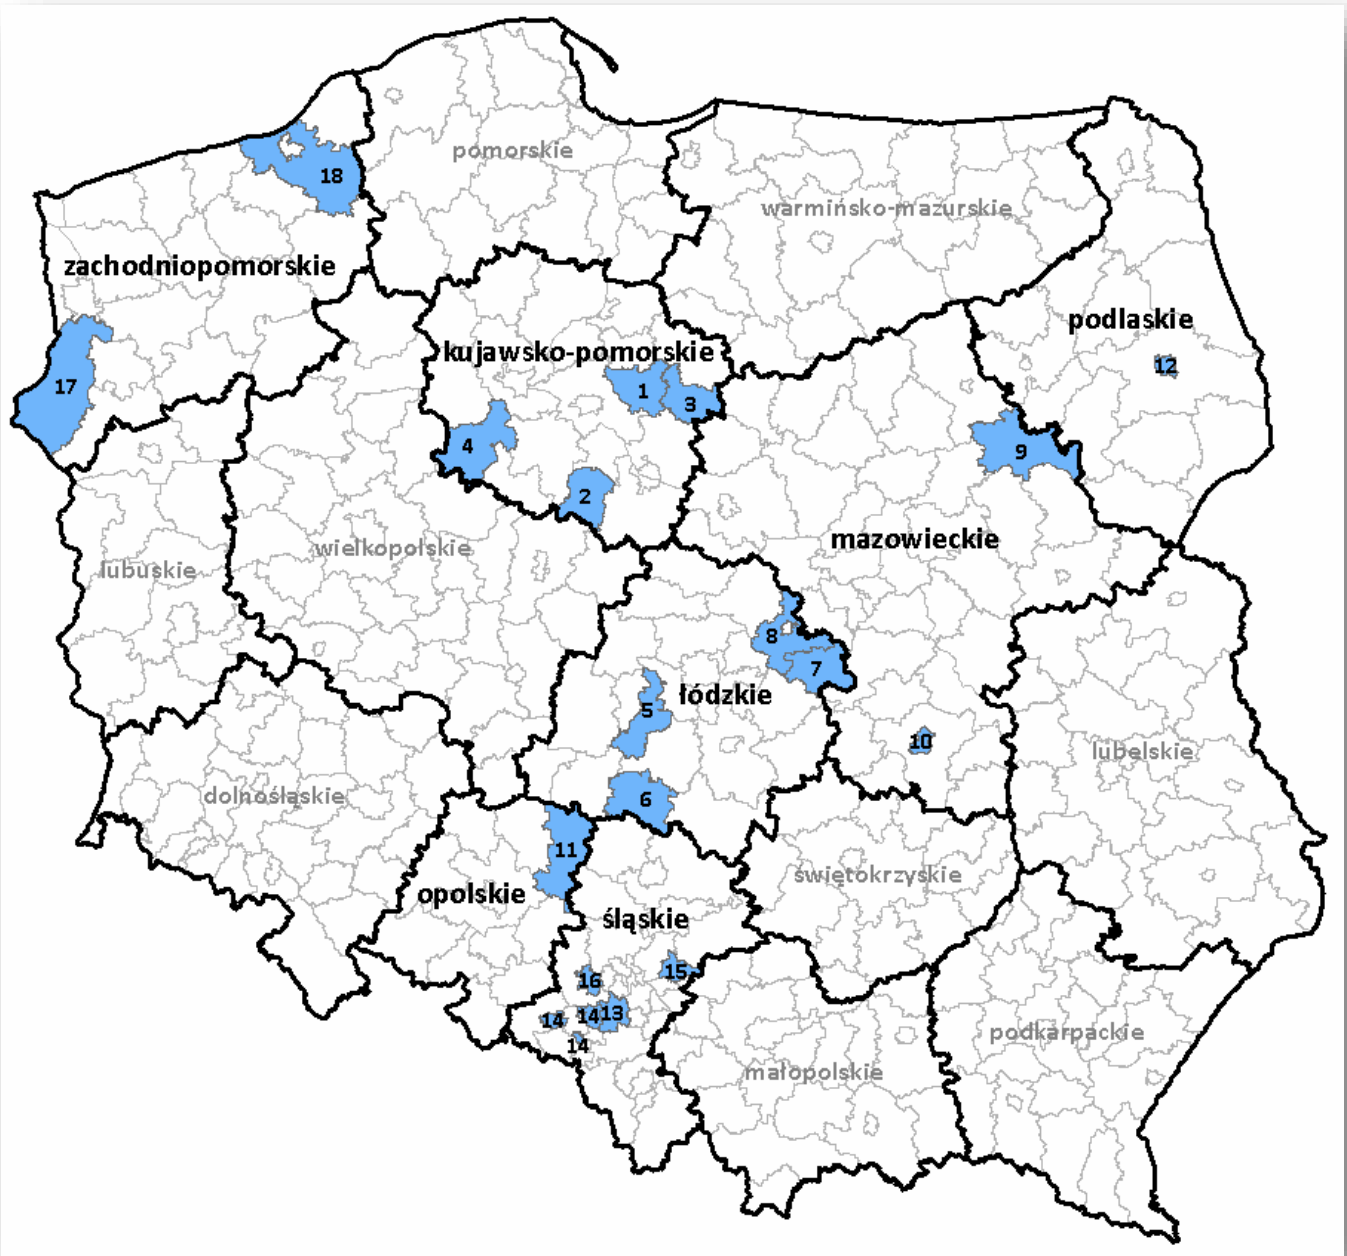 pomorskie
18
warmińsko-mazurskie
zachodniopomorskie
podlaskie
kujawsko-pomorskie
12
17
1
3
4
9
2
mazowieckie
wielkopolskie
lubuskie
8
7
łódzkie
5
10
lubelskie
dolnośląskie
6
11
świętokrzyskie
opolskie
śląskie
15
16
14
14
13
14
podkarpackie
małopolskie